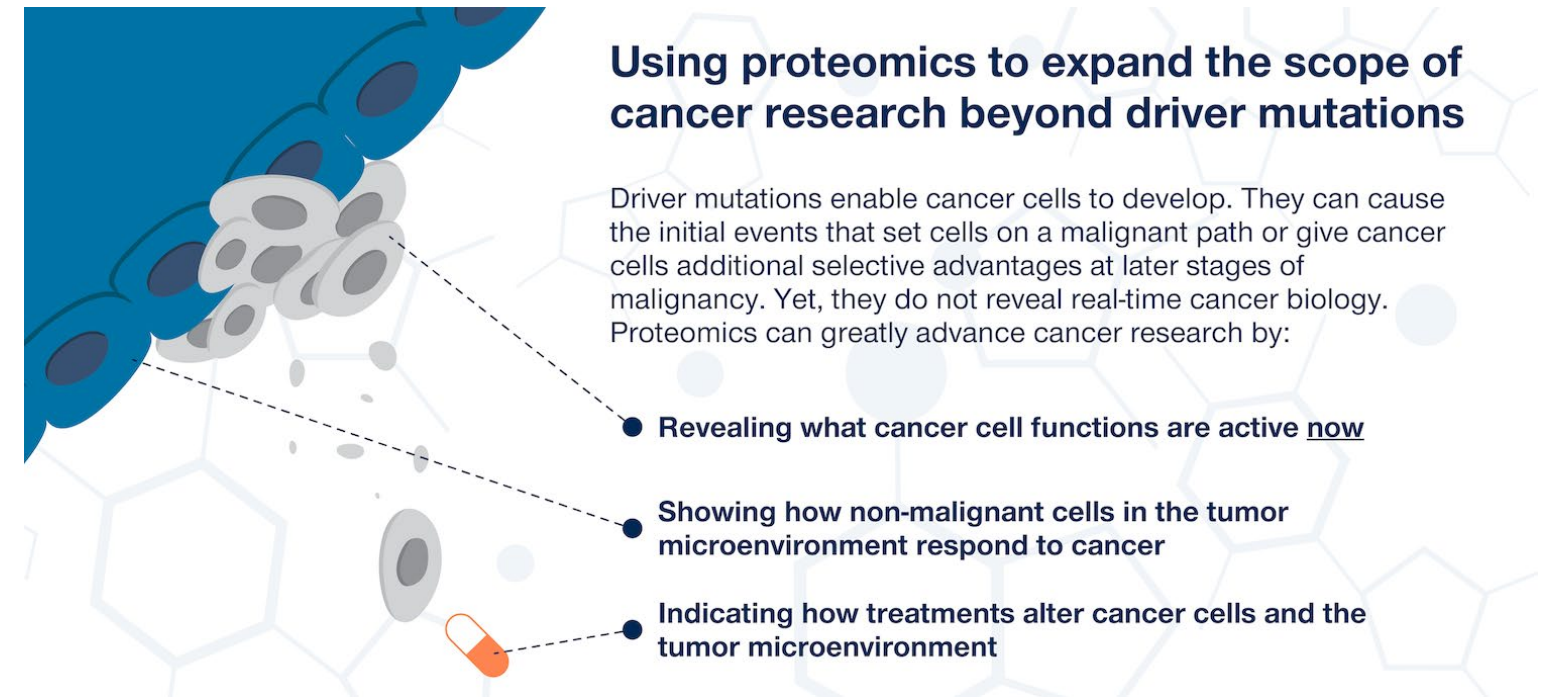 Using proteomics to expand the scope of
cancer research beyond driver mutations
Driver mutations enable cancer cells to develop. They can cause
the initial events that set cells on a malignant path or give cancer
cells additional selective advantages at later stages of
malignancy. Yet, they do not reveal real-time cancer biology.
Proteomics can greatly advance cancer research by:
Revealing what cancer cell functions are active now
Showing how non-malignant cells in the tumor
microenvironment respond to cancer
Indicating how treatments alter cancer cells and the
tumor microenvironment